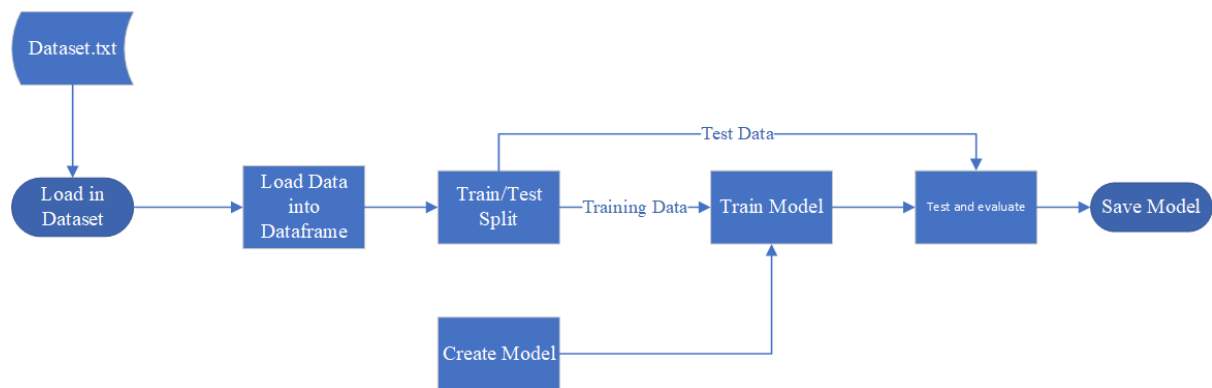 Dataset.txt
Test Data
Load in
Dataset
Load Data
into
Dataframe
Train/Test
Split
Training Data
Train Model
Test and evaluate
Save Model
Create Model